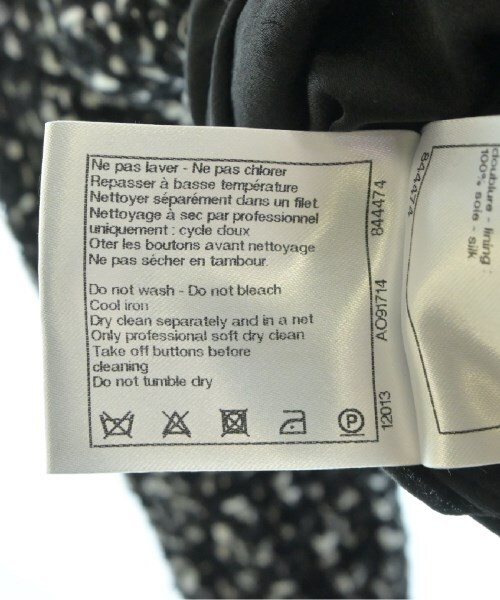 Ne pas laver - Ne pas chlorer
Repasser à basse température
Nettoyer séparément dans un filet
Nettoyage à sec par professionnel
uniquement : cycle doux
Oter les boutons avant nettoyage
Ne pas sécher en tambour
Do not wash - Do not bleach
Cool iron
Dry clean separately and in a net
Only professional soft dry clean
Take off buttons before
cleaning
Do not tumble dry
P
844474
AO91714
12013
844474
doublure - lining :
100% soie - silk